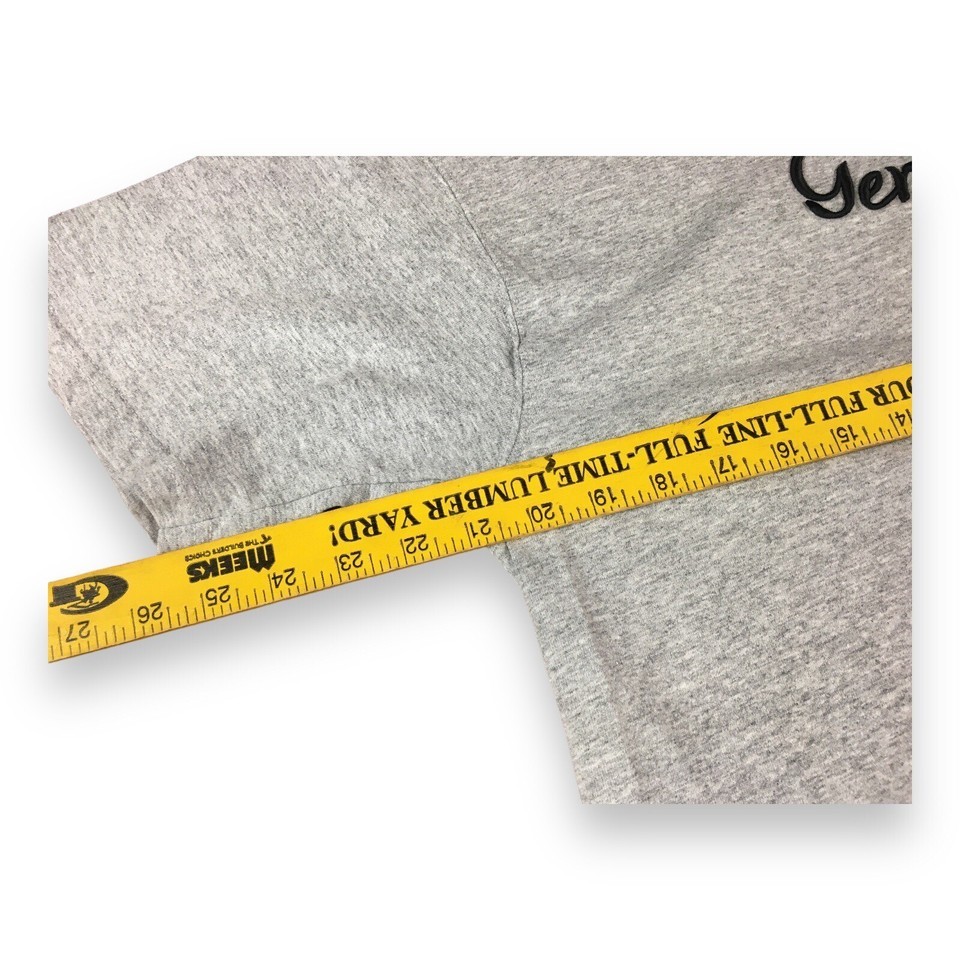 Ger
OUR FULL-LINE FULL-TIME, LUMBER YARD!
MEEKS
THE BUILDER'S CHOICE
14 15 16 17 18 19 20 21 22 23 24 25 26 27